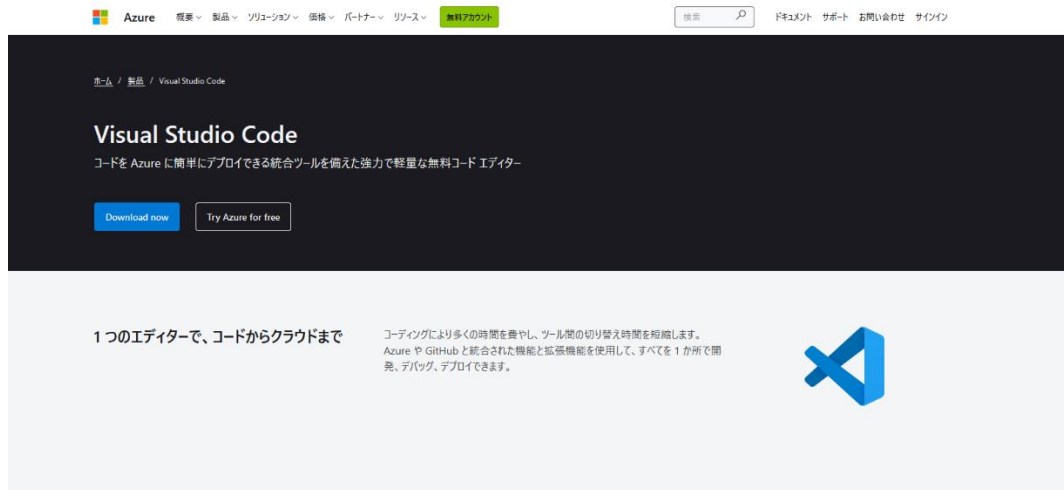 Azure 概要 製品 ソリューション 価格 パートナー リソース 無料アカウント 検索 ドキュメント サポート お問い合わせ サインイン
ホーム / 製品 / Visual Studio Code
Visual Studio Code
コードを Azure に簡単にデプロイできる統合ツールを備えた強力で軽量な無料コード エディター
Download now Try Azure for free
1 つのエディターで、コードからクラウドまで
コーディングにより多くの時間を費やし、ツール間の切り替え時間を短縮します。
Azure や GitHub と統合された機能と拡張機能を使用して、すべてを 1 か所で開
発、デバッグ、デプロイできます。